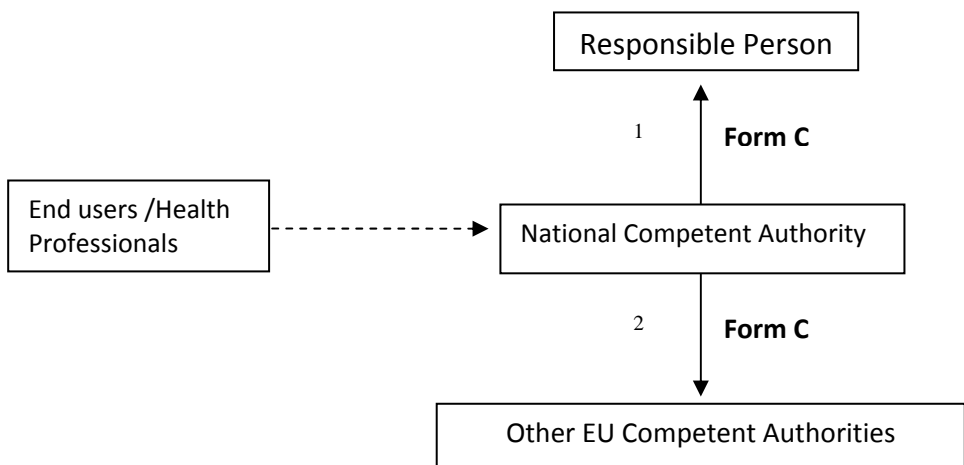 Responsible Person
1
Form C
End users /Health
Professionals
National Competent Authority
2
Form C
Other EU Competent Authorities